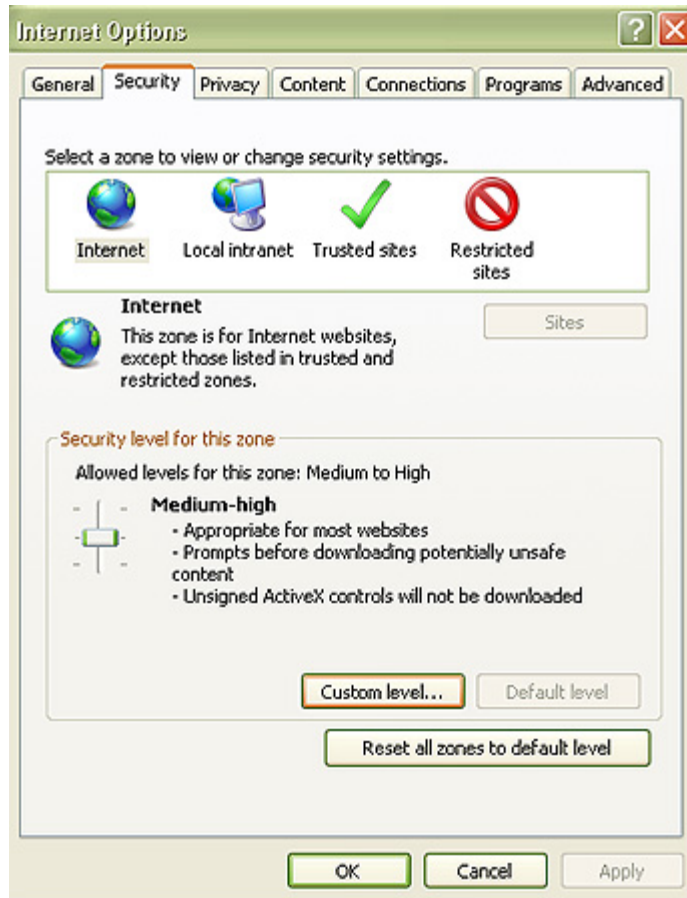 Internet Options
General Security Privacy Content Connections Programs Advanced
Select a zone to view or change security settings.
Internet Local intranet Trusted sites Restricted
sites
Internet
Sites
This zone is for Internet websites,
except those listed in trusted and
restricted zones.
Security level for this zone
Allowed levels for this zone: Medium to High
Medium-high
- Appropriate for most websites
- Prompts before downloading potentially unsafe
content
- Unsigned ActiveX controls will not be downloaded
Custom level... Default level
Reset all zones to default level
OK Cancel Apply